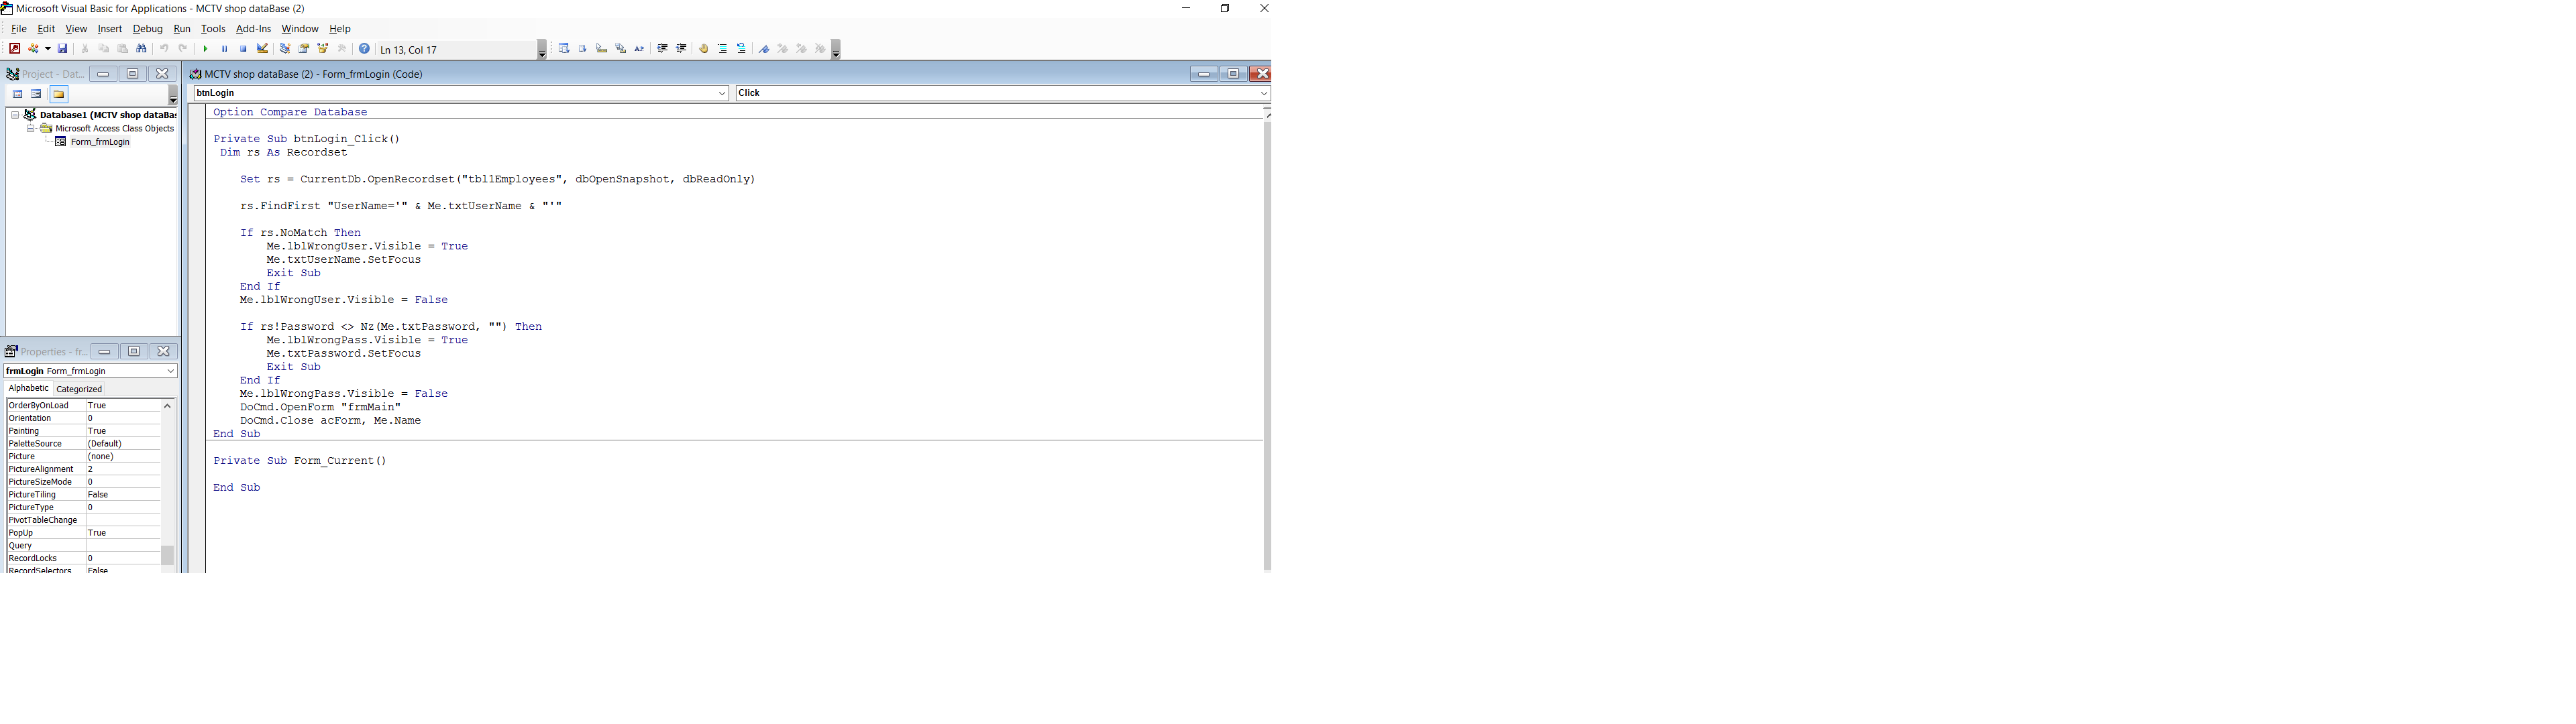 Microsoft Visual Basic for Applications - MCTV shop dataBase (2)
File Edit View Insert Debug Run Tools Add-Ins Window Help
Ln 13, Col 17
Project - Dat...
MCTV shop dataBase (2) - Form_frmLogin (Code)
btnLogin
Click
Database1 (MCTV shop dataBas
Microsoft Access Class Objects
Form_frmLogin
Option Compare Database
Private Sub btnLogin_Click()
Dim rs As Recordset
Set rs = CurrentDb.OpenRecordset("tbl1Employees", dbOpenSnapshot, dbReadOnly)
rs.FindFirst "UserName='" & Me.txtUserName & "'"
If rs.NoMatch Then
Me.lblWrongUser.Visible = True
Me.txtUserName.SetFocus
Exit Sub
End If
Me.lblWrongUser.Visible = False
If rs!Password <> Nz(Me.txtPassword, "") Then
Me.lblWrongPass.Visible = True
Me.txtPassword.SetFocus
Exit Sub
End If
Me.lblWrongPass.Visible = False
DoCmd.OpenForm "frmMain"
DoCmd.Close acForm, Me.Name
End Sub
Private Sub Form_Current()
End Sub
Properties - fr...
frmLogin Form_frmLogin
Alphabetic Categorized
OrderByOnLoad True
Orientation 0
Painting True
PaletteSource (Default)
Picture (none)
PictureAlignment 2
PictureSizeMode 0
PictureTiling False
PictureType 0
PivotTableChange
PopUp True
Query
RecordLocks 0
RecordSelectors False